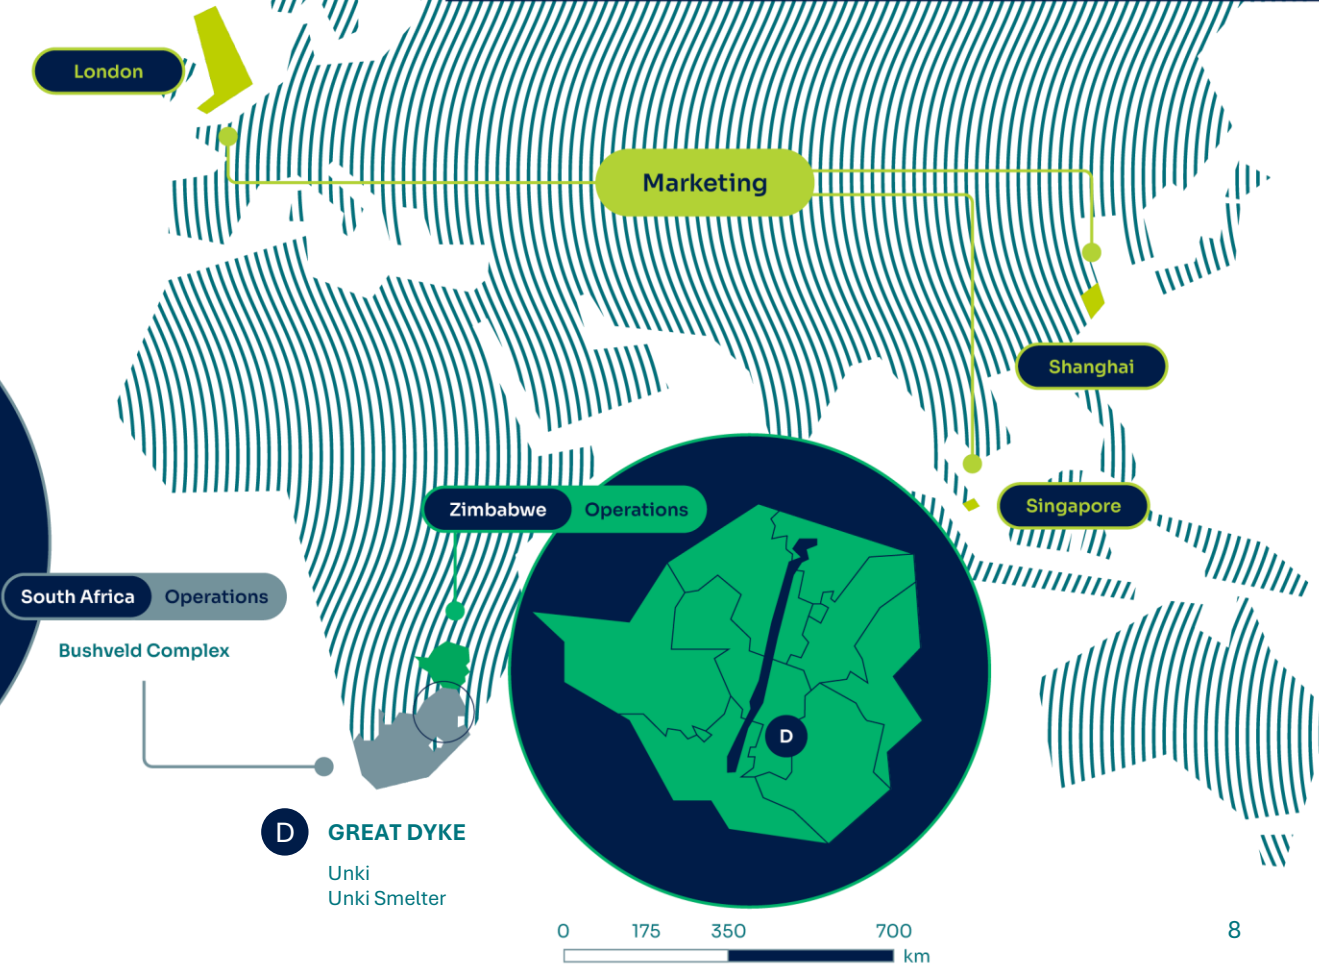 London
Marketing
Shanghai
Zimbabwe Operations
Singapore
South Africa Operations
Bushveld Complex
D
D GREAT DYKE
Unki
Unki Smelter
0 175 350 700
km
8